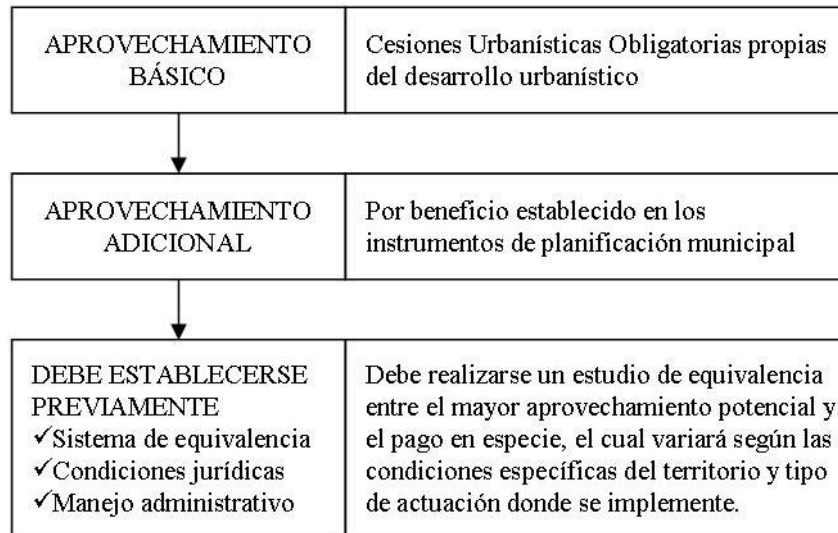 APROVECHAMIENTO
BÁSICO
Cesiones Urbanísticas Obligatorias propias
del desarrollo urbanístico
APROVECHAMIENTO
ADICIONAL
Por beneficio establecido en los
instrumentos de planificación municipal
DEBE ESTABLECERSE
PREVIAMENTE
✓Sistema de equivalencia
✓Condiciones jurídicas
✓Manejo administrativo
Debe realizarse un estudio de equivalencia
entre el mayor aprovechamiento potencial y
el pago en especie, el cual variará según las
condiciones específicas del territorio y tipo
de actuación donde se implemente.